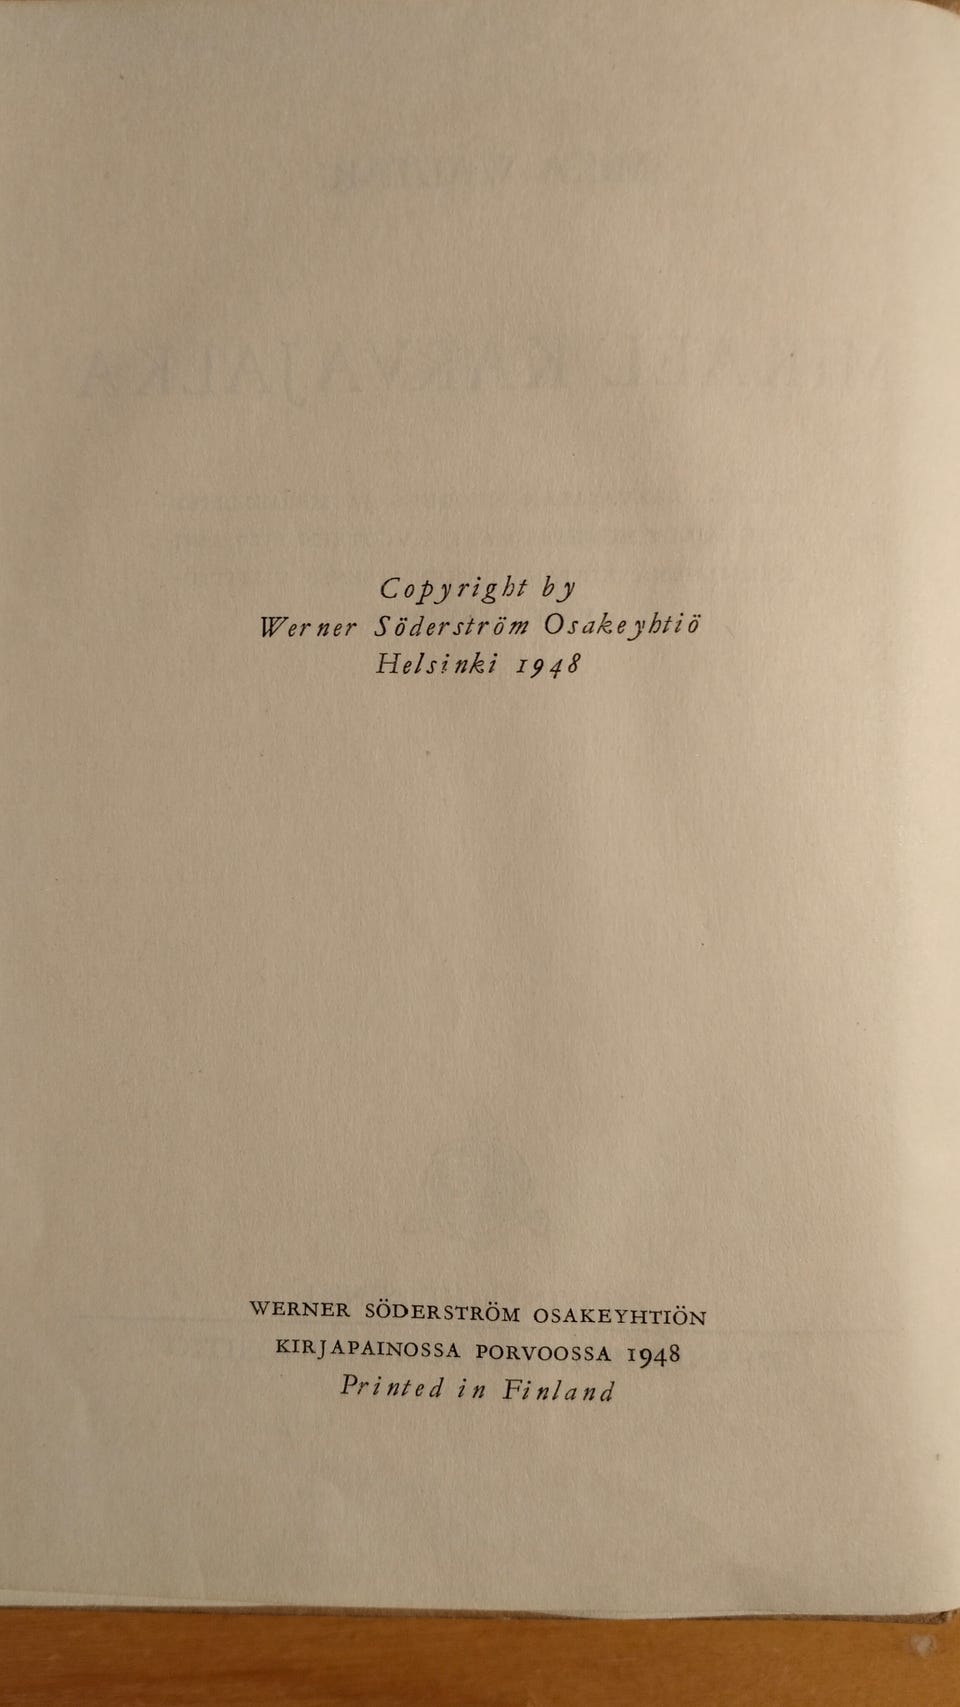 Copyright by
Werner Söderström Osakeyhtiö
Helsinki 1948
WERNER SÖDERSTRÖM OSAKEYHTIÖN
KIRJAPAINOSSA PORVOOSSA 1948
Printed in Finland